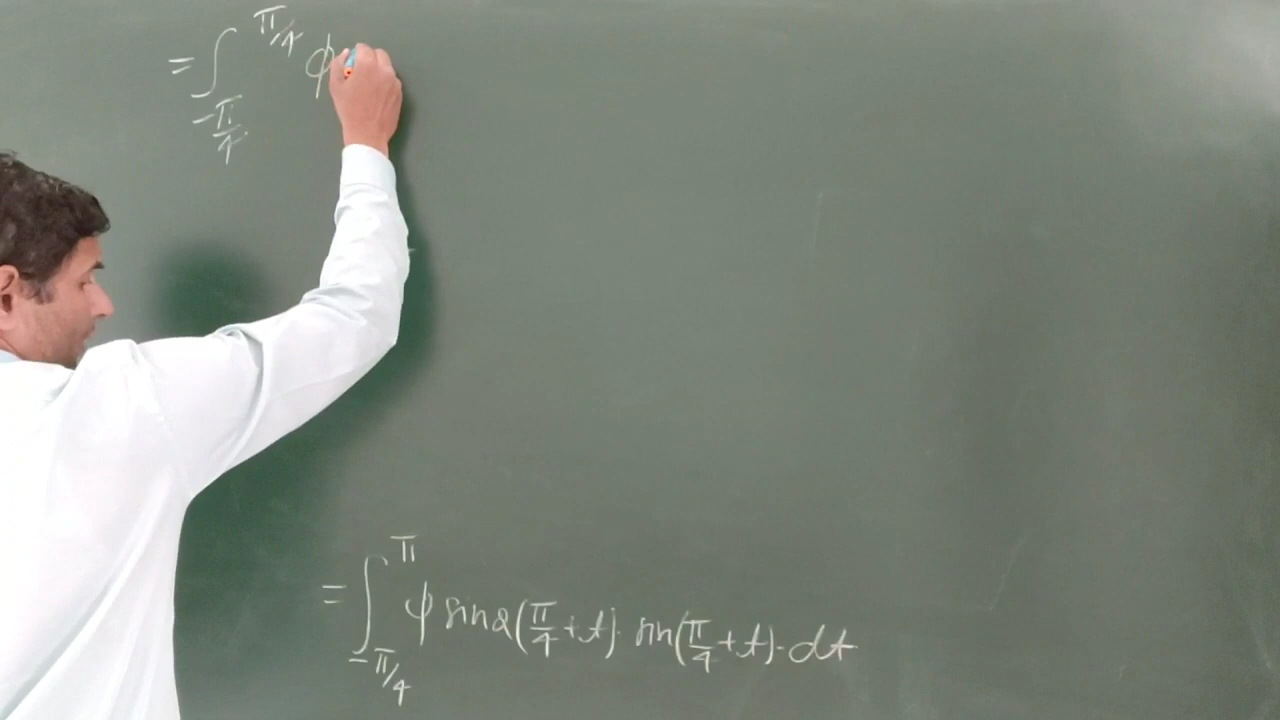 = ∫_{-π/4}^{π/4} ϕ
= ∫_{-π/4}^{π} ϕ sin2(π/4+t). sin(π/4+t).dt